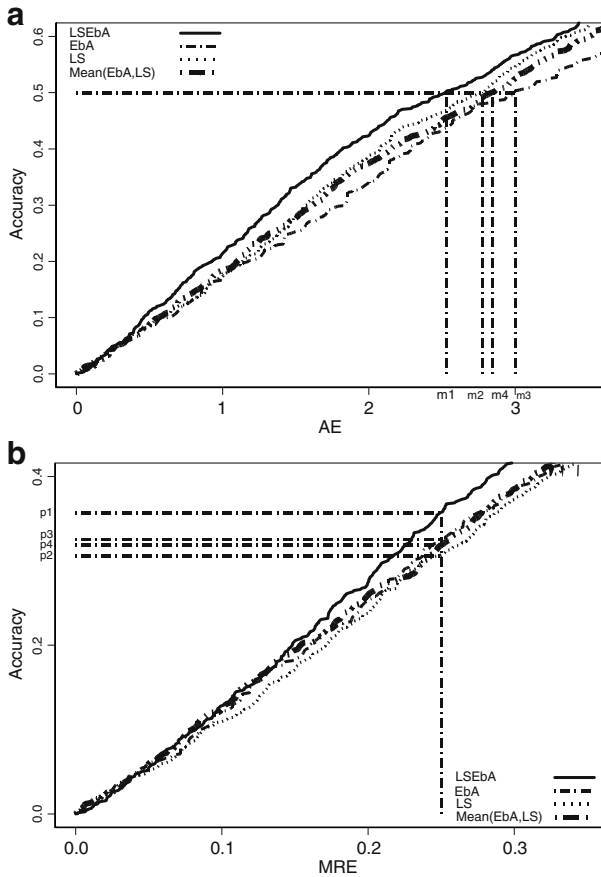 a
LSEbA
EbA
LS
Mean(EbA,LS)
0.6
0.5
0.4
0.3
0.2
0.1
0.0
Accuracy
0 1 2 3
m1 m2 m4 m3
AE
b
0.4
p1
p3
p4
p2
0.2
0.0
Accuracy
LSEbA
EbA
LS
Mean(EbA,LS)
0.0 0.1 0.2 0.3
MRE